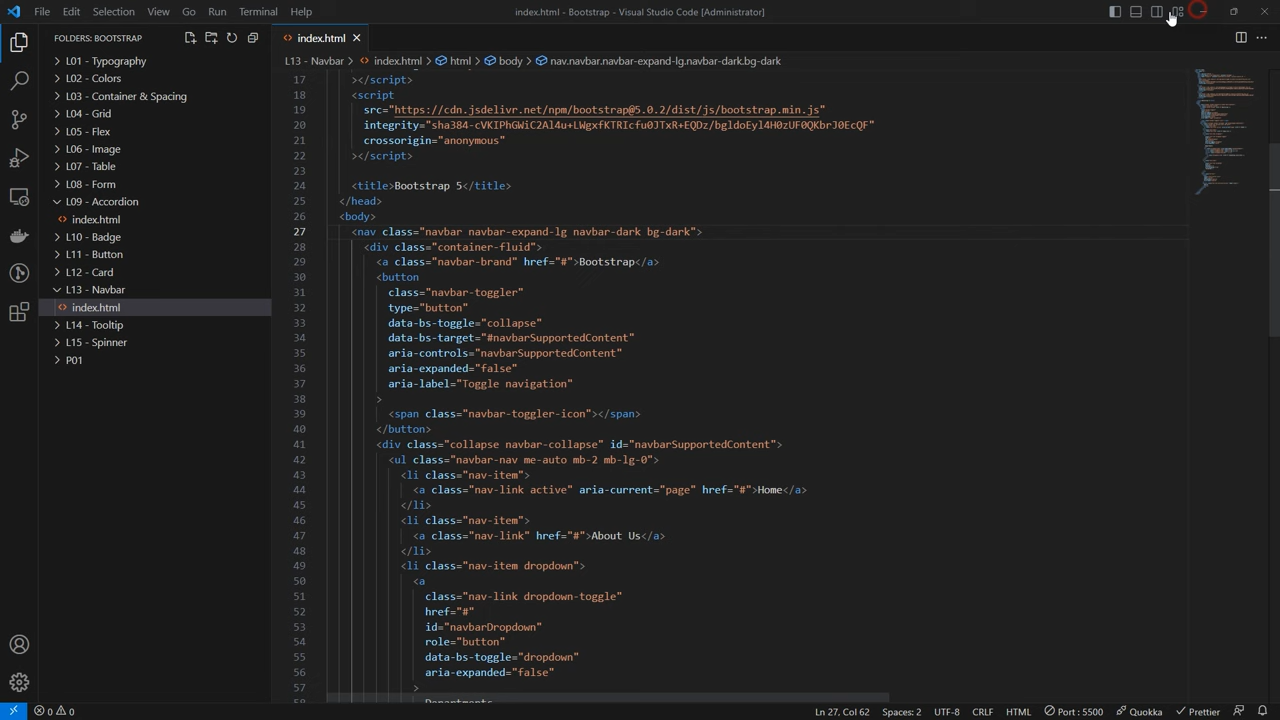 File Edit Selection View Go Run Terminal Help
index.html - Bootstrap - Visual Studio Code [Administrator]
FOLDERS: BOOTSTRAP
L01 - Typography
L02 - Colors
L03 - Container & Spacing
L04 - Grid
L05 - Flex
L06 - Image
L07 - Table
L08 - Form
L09 - Accordion
index.html
L10 - Badge
L11 - Button
L12 - Card
L13 - Navbar
index.html
L14 - Tooltip
L15 - Spinner
P01
index.html
L13 - Navbar > index.html > html > body > nav.navbar.navbar-expand-lg.navbar-dark.bg-dark
17 ></script>
18 <script
19 src="https://cdn.jsdelivr.net/npm/bootstrap@5.0.2/dist/js/bootstrap.min.js"
20 integrity="sha384-cVKIPhGWiC2Al4u+LWgxfKTRIcfu0JTxR+EQDz/bgldoEyl4H0zUF0QKbrJ0EcQF"
21 crossorigin="anonymous"
22 ></script>
23
24 <title>Bootstrap 5</title>
25 </head>
26 <body>
27 <nav class="navbar navbar-expand-lg navbar-dark bg-dark">
28 <div class="container-fluid">
29 <a class="navbar-brand" href="#">Bootstrap</a>
30 <button
31 class="navbar-toggler"
32 type="button"
33 data-bs-toggle="collapse"
34 data-bs-target="#navbarSupportedContent"
35 aria-controls="navbarSupportedContent"
36 aria-expanded="false"
37 aria-label="Toggle navigation"
38 >
39 <span class="navbar-toggler-icon"></span>
40 </button>
41 <div class="collapse navbar-collapse" id="navbarSupportedContent">
42 <ul class="navbar-nav me-auto mb-2 mb-lg-0">
43 <li class="nav-item">
44 <a class="nav-link active" aria-current="page" href="#">Home</a>
45 </li>
46 <li class="nav-item">
47 <a class="nav-link" href="#">About Us</a>
48 </li>
49 <li class="nav-item dropdown">
50 <a
51 class="nav-link dropdown-toggle"
52 href="#"
53 id="navbarDropdown"
54 role="button"
55 data-bs-toggle="dropdown"
56 aria-expanded="false"
57 >
58 Departments
0 0 Ln 27, Col 62 Spaces: 2 UTF-8 CRLF HTML Port : 5500 Quokka Prettier